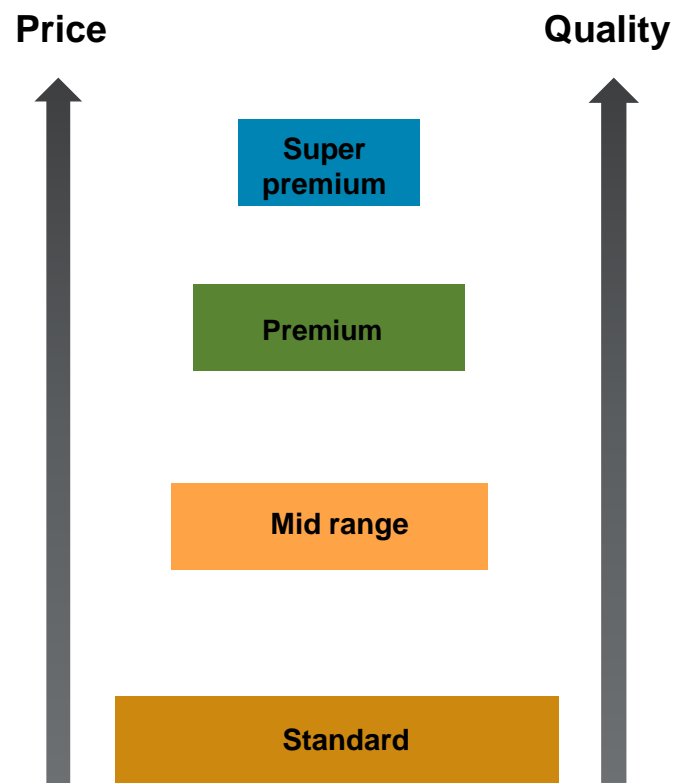 Price
Quality
Super
premium
Premium
Mid range
Standard